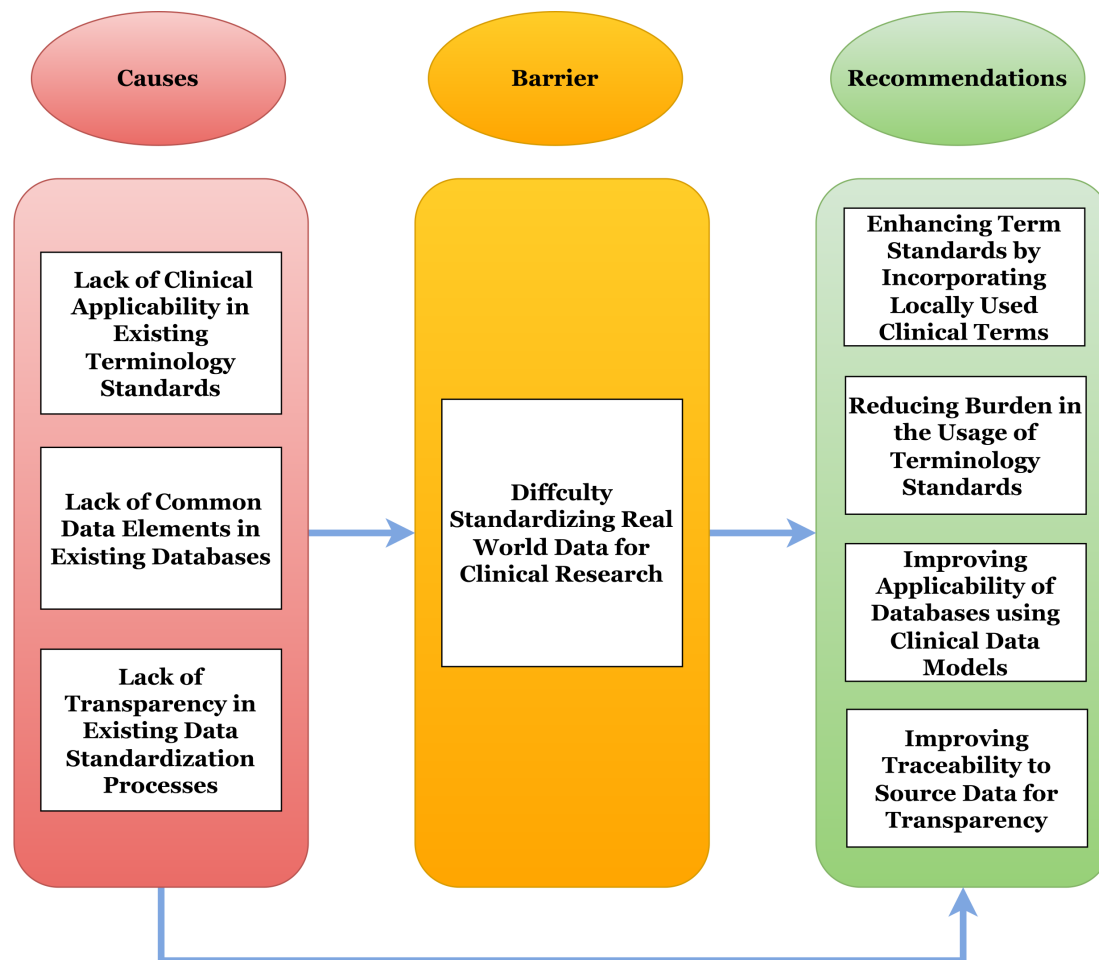 Causes
Barrier
Recommendations
Lack of Clinical
Applicability in
Existing
Terminology
Standards
Lack of Common
Data Elements in
Existing Databases
Lack of
Transparency in
Existing Data
Standardization
Processes
Diffculty
Standardizing Real
World Data for
Clinical Research
Enhancing Term
Standards by
Incorporating
Locally Used
Clinical Terms
Reducing Burden in
the Usage of
Terminology
Standards
Improving
Applicability of
Databases using
Clinical Data
Models
Improving
Traceability to
Source Data for
Transparency